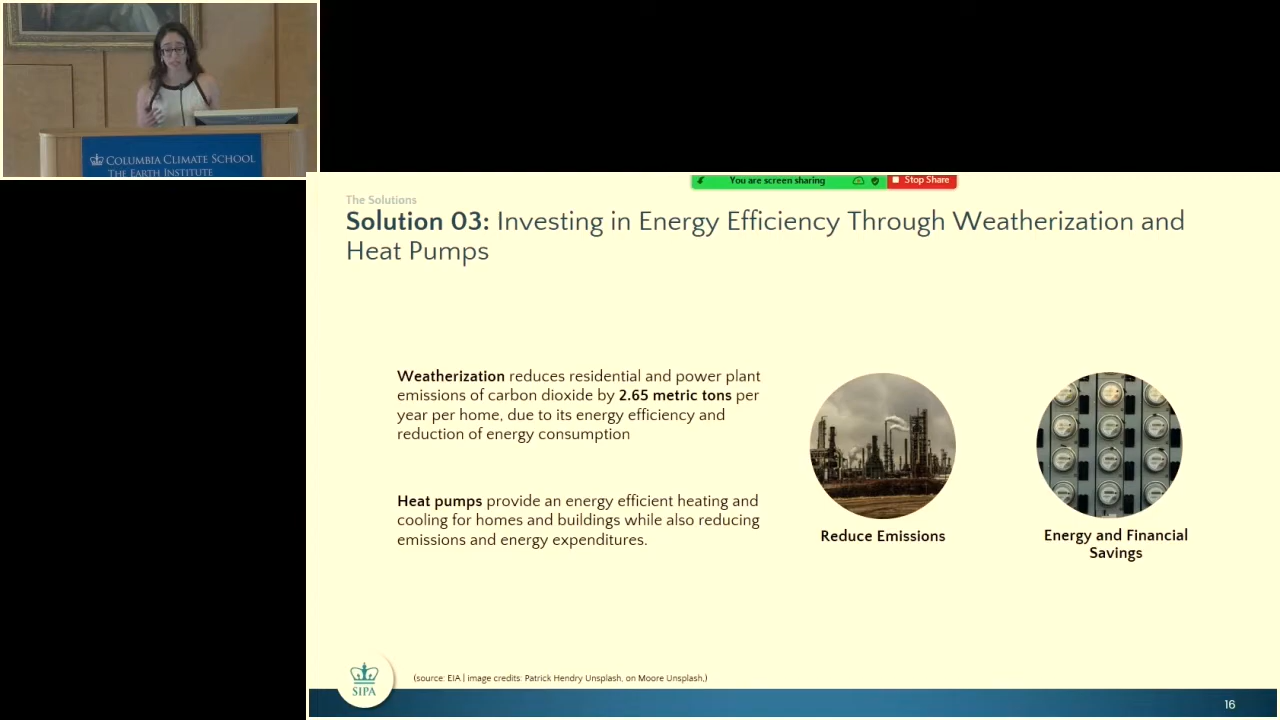 COLUMBIA CLIMATE SCHOOL
THE EARTH INSTITUTE
You are screen sharing
Stop Share
The Solutions
Solution 03: Investing in Energy Efficiency Through Weatherization and
Heat Pumps
Weatherization reduces residential and power plant
emissions of carbon dioxide by 2.65 metric tons per
year per home, due to its energy efficiency and
reduction of energy consumption
Heat pumps provide an energy efficient heating and
cooling for homes and buildings while also reducing
emissions and energy expenditures.
Reduce Emissions
Energy and Financial
Savings
SIPA
(source: EIA | image credits: Patrick Hendry Unsplash, on Moore Unsplash,)
16